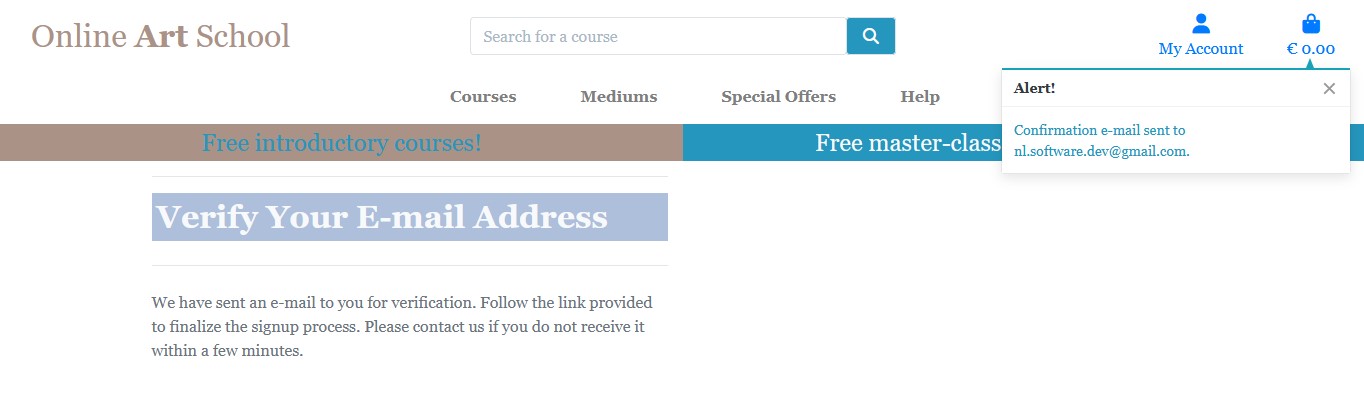 Online Art School
Search for a course
My Account
€ 0.00
Courses Mediums Special Offers Help
Alert!
Confirmation e-mail sent to
nl.software.dev@gmail.com.
Free introductory courses!
Free master-class
Verify Your E-mail Address
We have sent an e-mail to you for verification. Follow the link provided
to finalize the signup process. Please contact us if you do not receive it
within a few minutes.